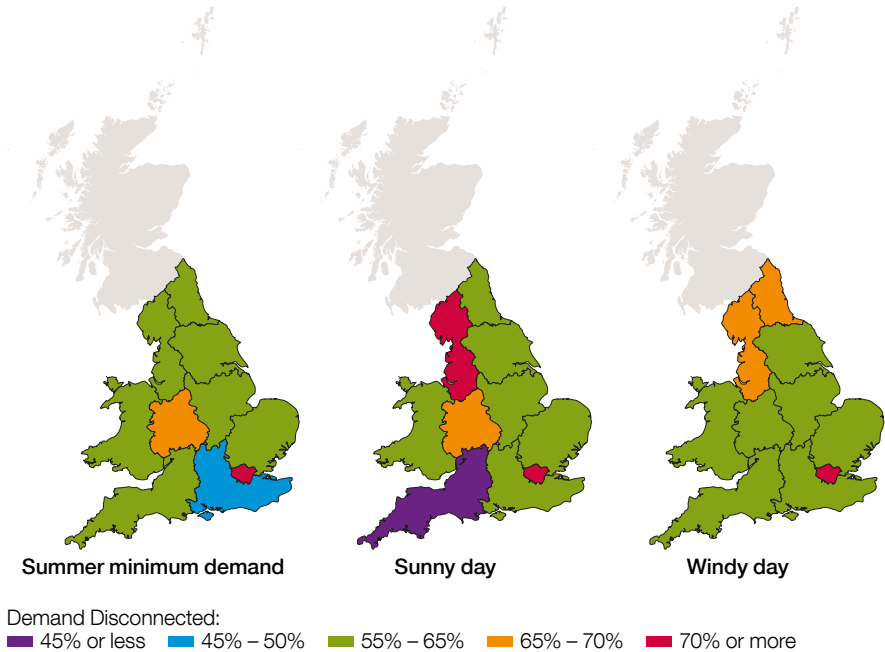 Summer minimum demand
Sunny day
Windy day
Demand Disconnected:
45% or less 45% – 50% 55% – 65% 65% – 70% 70% or more